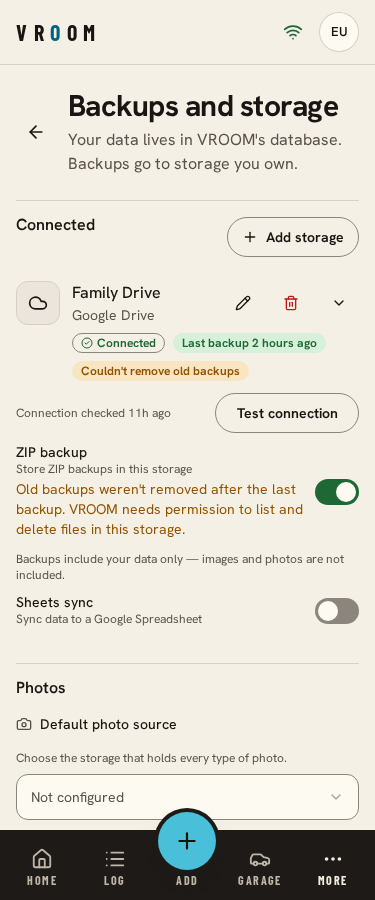 VROOM
EU
Backups and storage
Your data lives in VROOM's database.
Backups go to storage you own.
Connected
Add storage
Family Drive
Google Drive
Connected
Last backup 2 hours ago
Couldn't remove old backups
Connection checked 11h ago
Test connection
ZIP backup
Store ZIP backups in this storage
Old backups weren't removed after the last
backup. VROOM needs permission to list and
delete files in this storage.
Backups include your data only — images and photos are not
included.
Sheets sync
Sync data to a Google Spreadsheet
Photos
Default photo source
Choose the storage that holds every type of photo.
Not configured
HOME
LOG
ADD
GARAGE
MORE